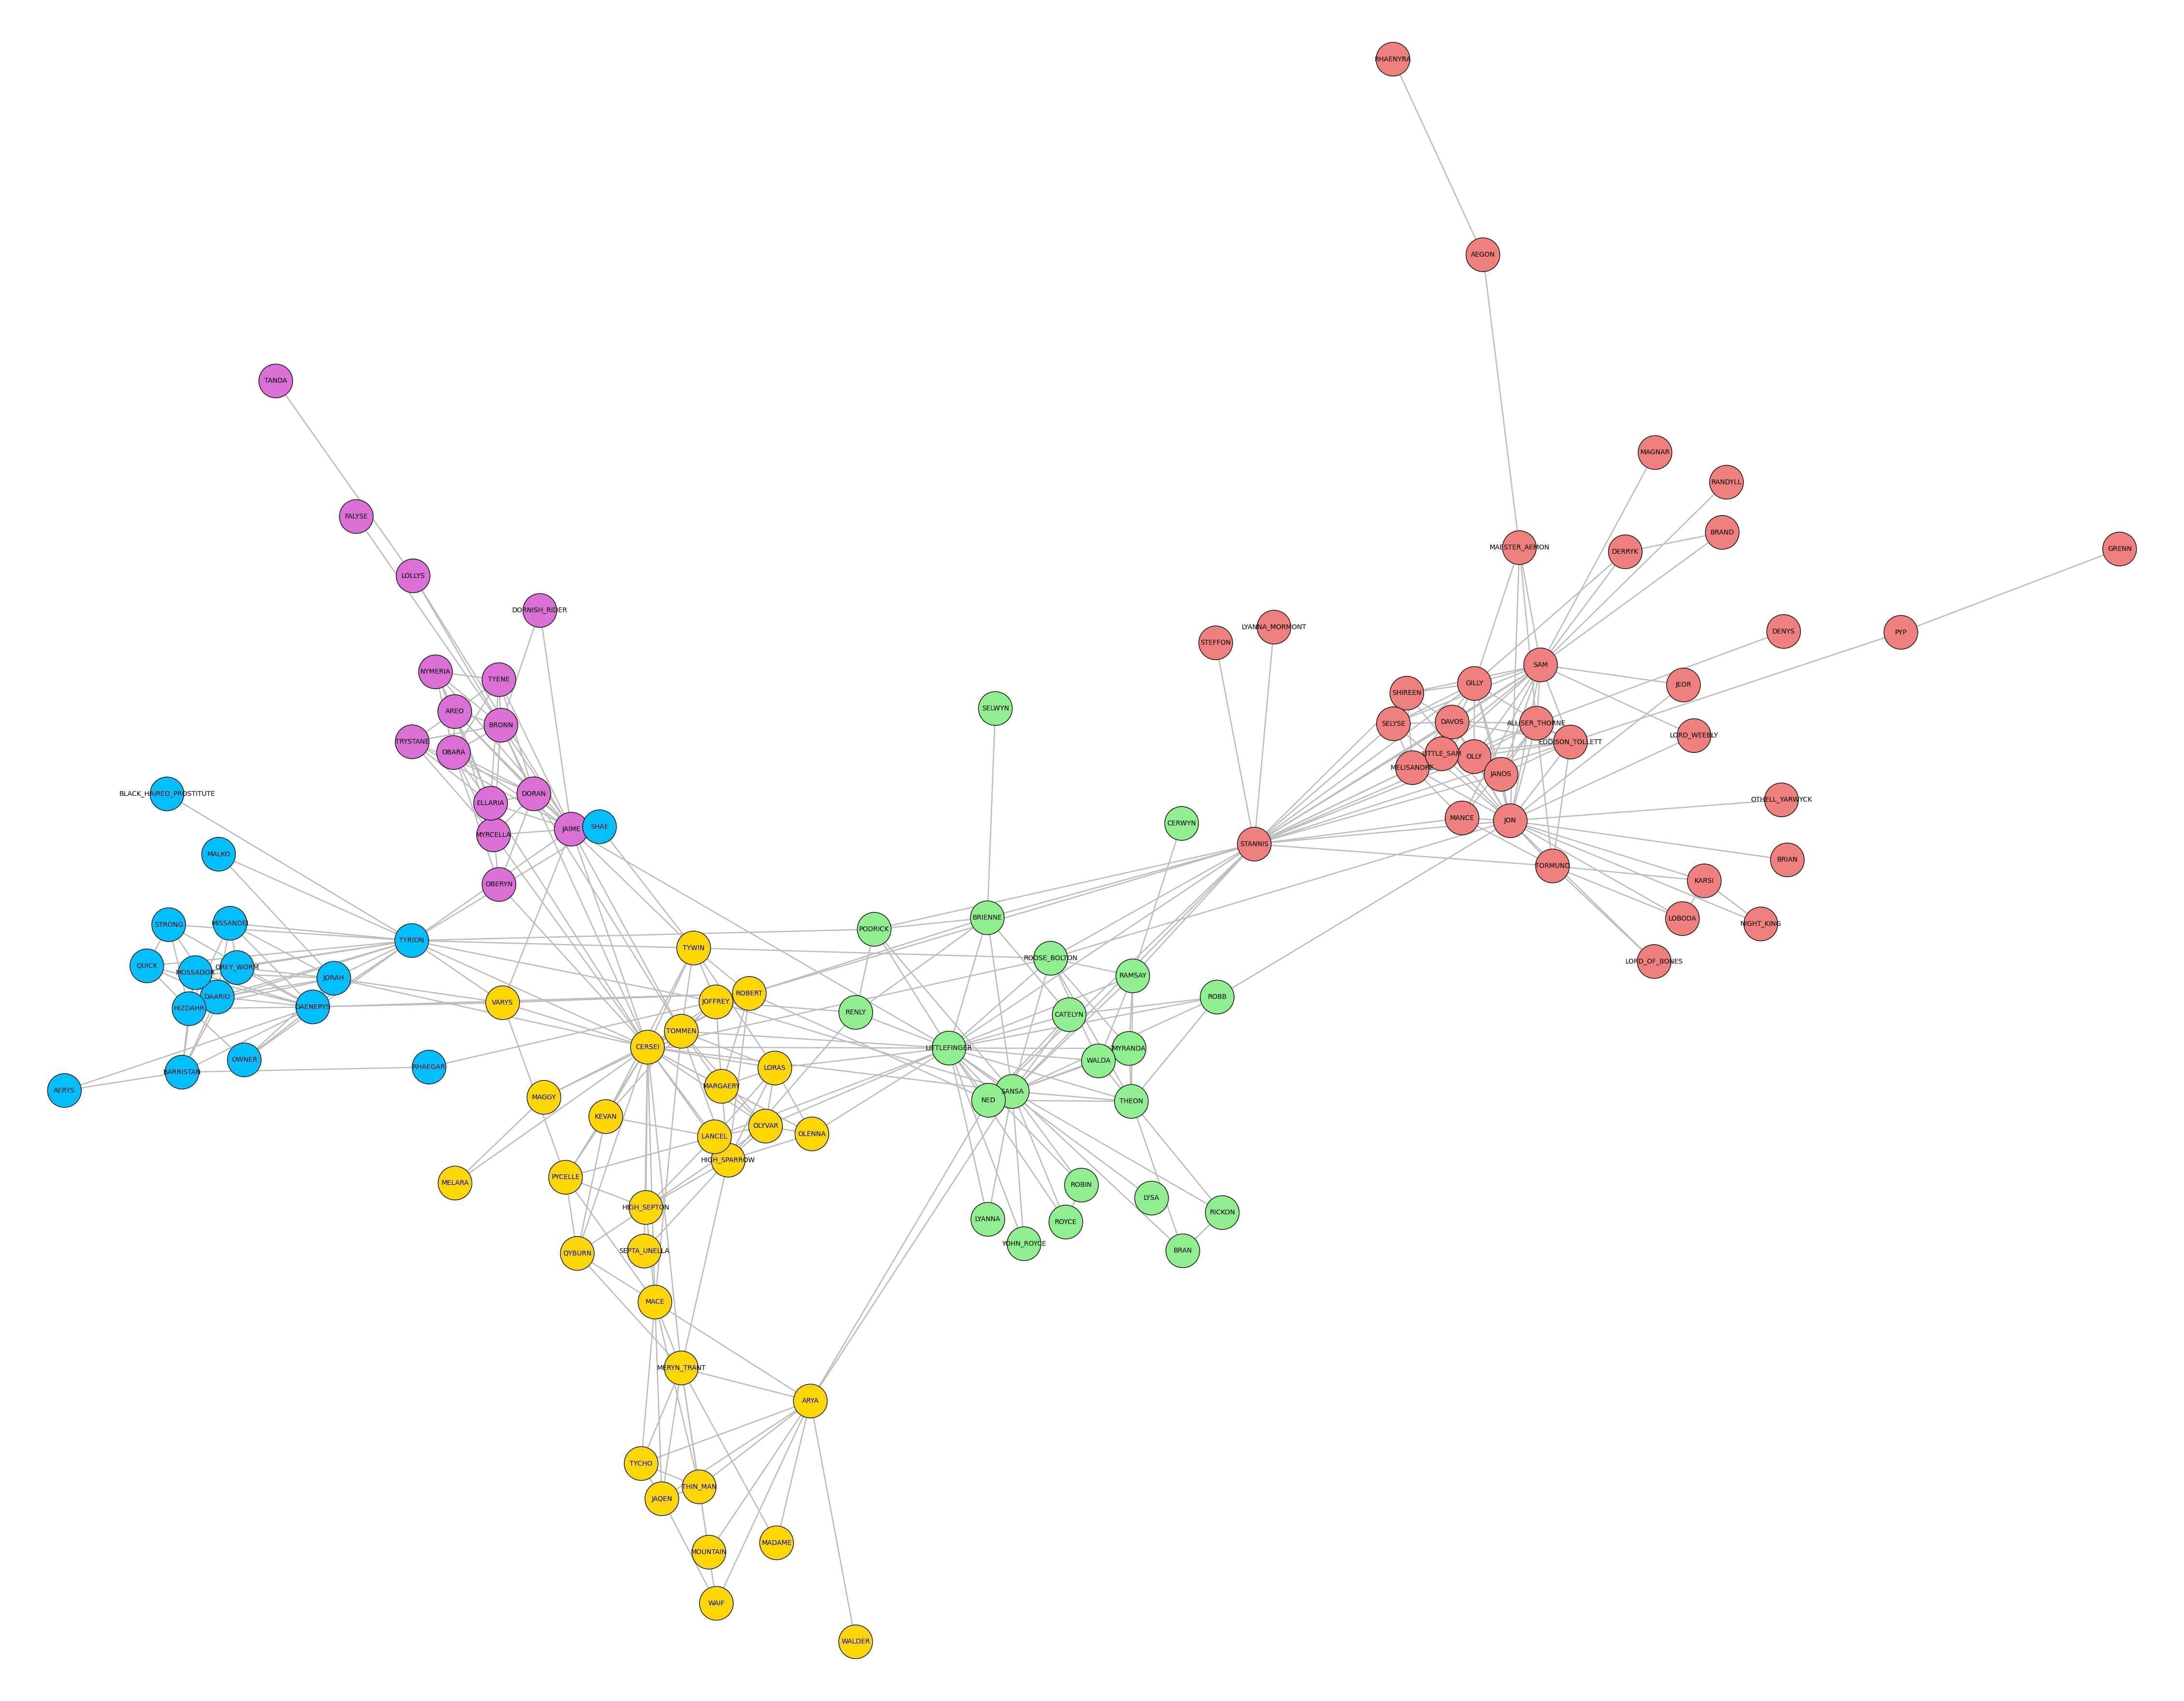 RHAENYRA
AEGON
TANDA
MAGNAR
RANDYLL
FALYSE
BRAND
MAESTER_AEMON
GRENN
DERRYK
LOLLYS
DORNISH_RIDER
LYANNA_MORMONT
DENYS
PYP
STEFFON
SAM
NYMERIA
TYENE
GILLY
JEOR
SHIREEN
SELWYN
AREO
BRONN
DAVOS
SELYSE
ALLISER_THORNE
LORD_WEEBLY
TRYSTANE
EDDISON_TOLLETT
OBARA
LITTLE_SAM
OLLY
MELISANDRE
JANOS
BLACK_HAIRED_PROSTITUTE
DORAN
OTHELL_YARWYCK
ELLARIA
MANCE
JON
CERWYN
SHAE
JAIME
MYRCELLA
STANNIS
MALKO
BRIAN
TORMUND
KARSI
OBERYN
BRIENNE
LOBODA
MISSANDEI
STRONG
NIGHT_KING
PODRICK
TYRION
TYWIN
ROOSE_BOLTON
LORD_OF_BONES
QUICK
GREY_WORM
MOSSADOR
RAMSAY
JORAH
ROBERT
DAARIO
ROBB
JOFFREY
VARYS
DAENERYS
HIZDAHR
RENLY
CATELYN
TOMMEN
CERSEI
LITTLEFINGER
MYRANDA
OWNER
WALDA
RHAEGAR
LORAS
BARRISTAN
MARGAERY
AERYS
SANSA
MAGGY
NED
THEON
KEVAN
OLYVAR
OLENNA
LANCEL
HIGH_SPARROW
PYCELLE
MELARA
ROBIN
LYSA
HIGH_SEPTON
RICKON
LYANNA
ROYCE
YOHN_ROYCE
SEPTA_UNELLA
BRAN
QYBURN
MACE
MERYN_TRANT
ARYA
TYCHO
THIN_MAN
JAQEN
MADAME
MOUNTAIN
WAIF
WALDER